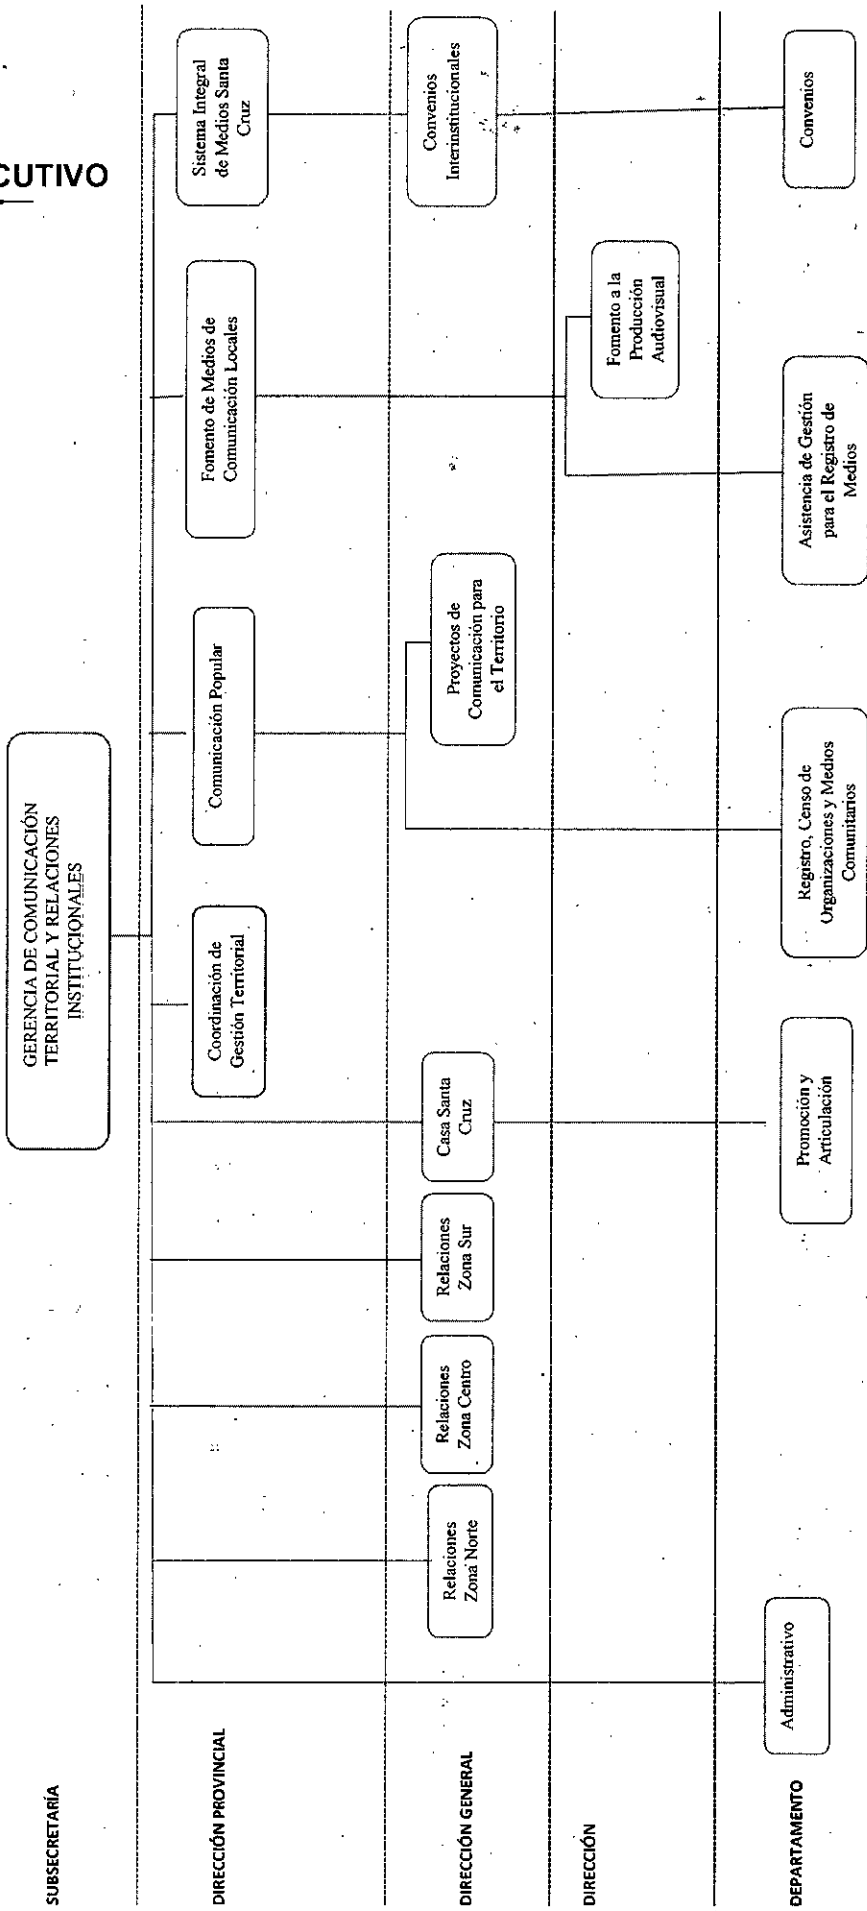 CUTIVO
SUBSECRETARÍA
GERENCIA DE COMUNICACIÓN
TERRITORIAL Y RELACIONES
INSTITUCIONALES
DIRECCIÓN PROVINCIAL
Coordinación de
Gestión Territorial
Comunicación Popular
Fomento de Medios de
Comunicación Locales
Sistema Integral
de Medios Santa
Cruz
DIRECCIÓN GENERAL
Relaciones
Zona Norte
Relaciones
Zona Centro
Relaciones
Zona Sur
Casa Santa
Cruz
Proyectos de
Comunicación para
el Territorio
Convenios
Interinstitucionales
DIRECCIÓN
Fomento a la
Producción
Audiovisual
DEPARTAMENTO
Administrativo
Promoción y
Articulación
Registro, Censo de
Organizaciones y Medios
Comunitarios
Asistencia de Gestión
para el Registro de
Medios
Convenios